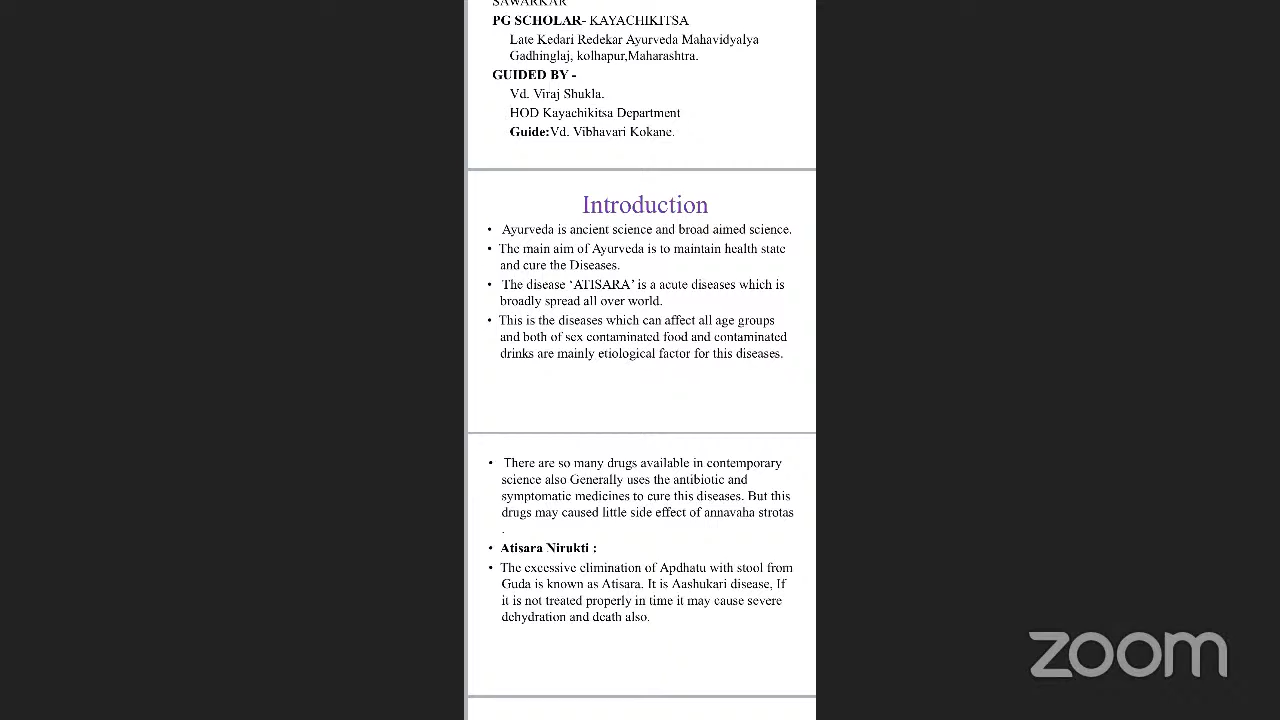 SAWARKAR
PG SCHOLAR- KAYACHIKITSA
Late Kedari Redekar Ayurveda Mahavidyalya
Gadhinglaj, kolhapur,Maharashtra.
GUIDED BY -
Vd. Viraj Shukla.
HOD Kayachikitsa Department
Guide:Vd. Vibhavari Kokane.
Introduction
• Ayurveda is ancient science and broad aimed science.
• The main aim of Ayurveda is to maintain health state
and cure the Diseases.
• The disease ‘ATISARA’ is a acute diseases which is
broadly spread all over world.
• This is the diseases which can affect all age groups
and both of sex contaminated food and contaminated
drinks are mainly etiological factor for this diseases.
• There are so many drugs available in contemporary
science also Generally uses the antibiotic and
symptomatic medicines to cure this diseases. But this
drugs may caused little side effect of annavaha strotas
.
• Atisara Nirukti :
• The excessive elimination of Apdhatu with stool from
Guda is known as Atisara. It is Aashukari disease, If
it is not treated properly in time it may cause severe
dehydration and death also.
zoom